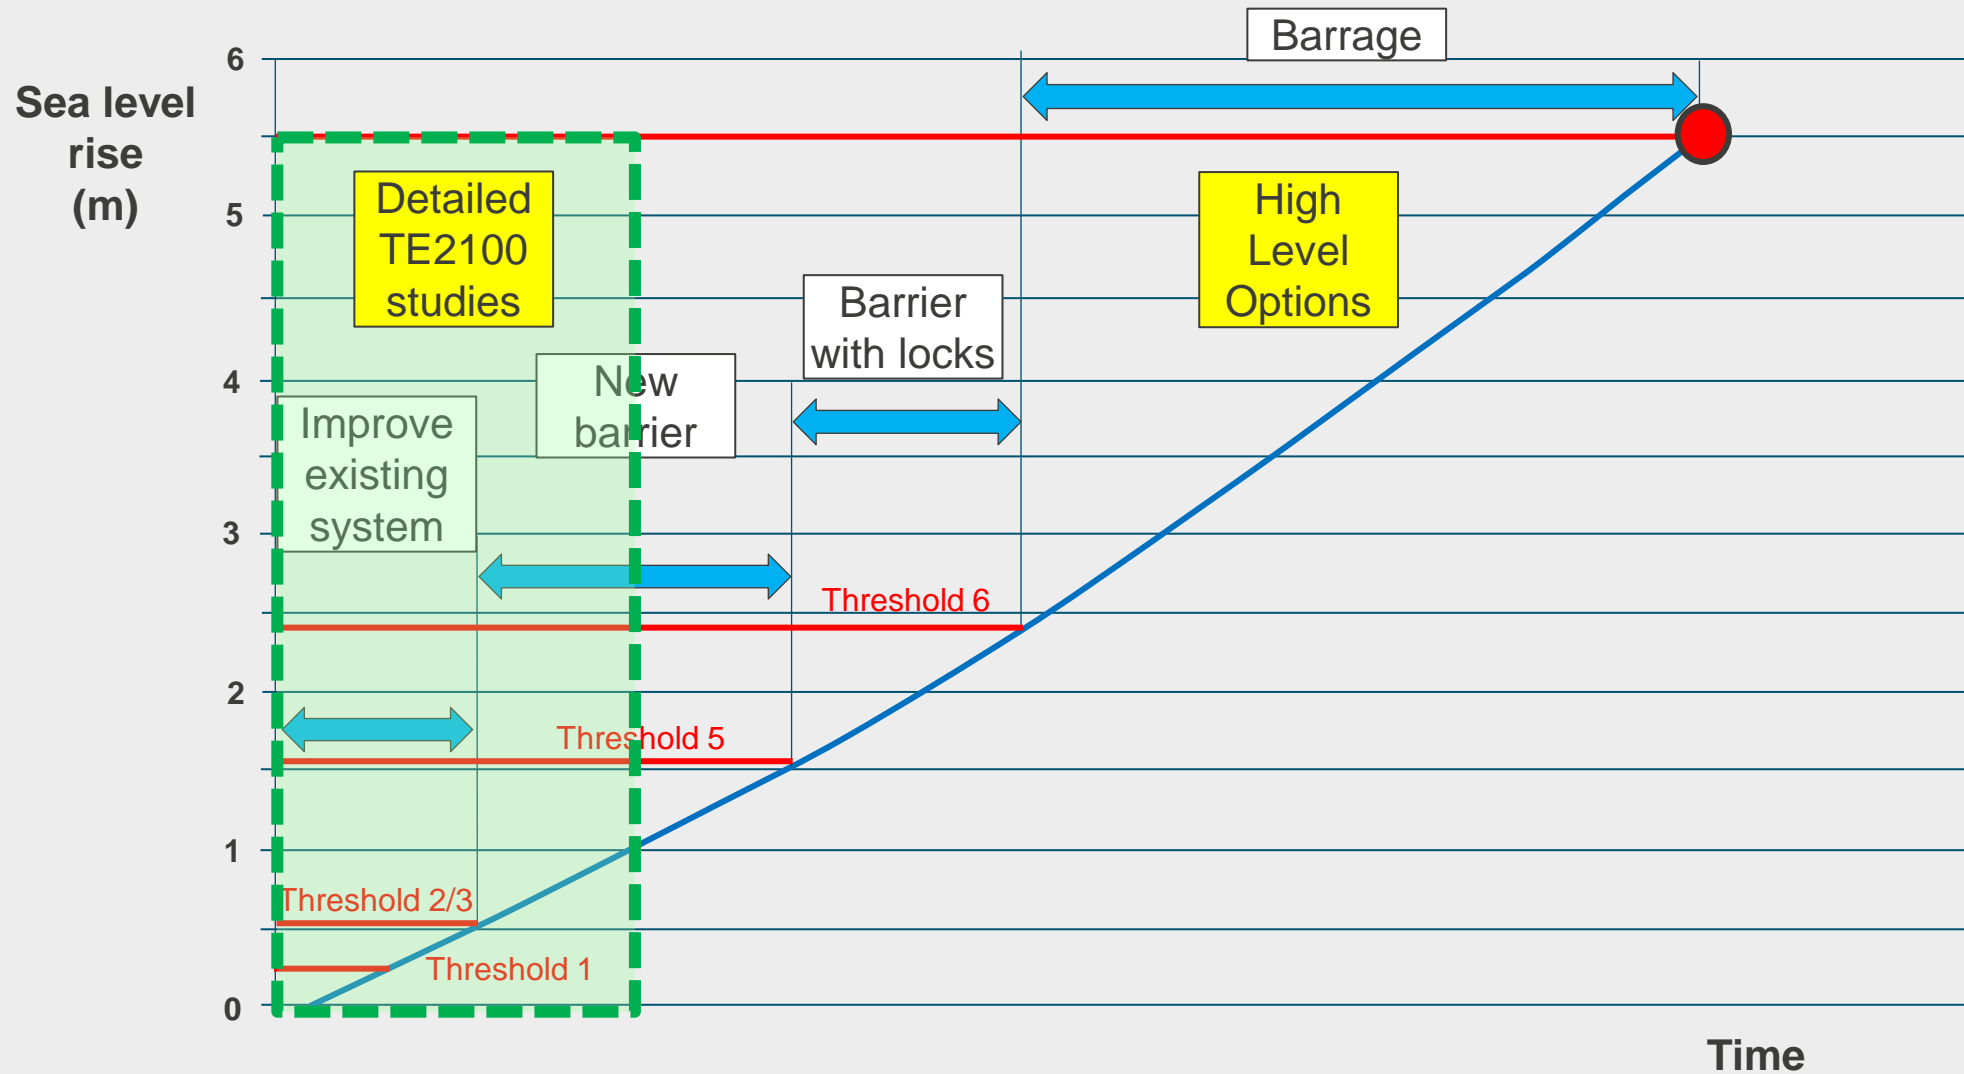 Barrage
6
Sea level
rise
(m)
Detailed
TE2100
studies
High
Level
Options
5
Barrier
with locks
4
New
barrier
Improve
existing
system
3
Threshold 6
2
Threshold 5
1
Threshold 2/3
Threshold 1
0
Time